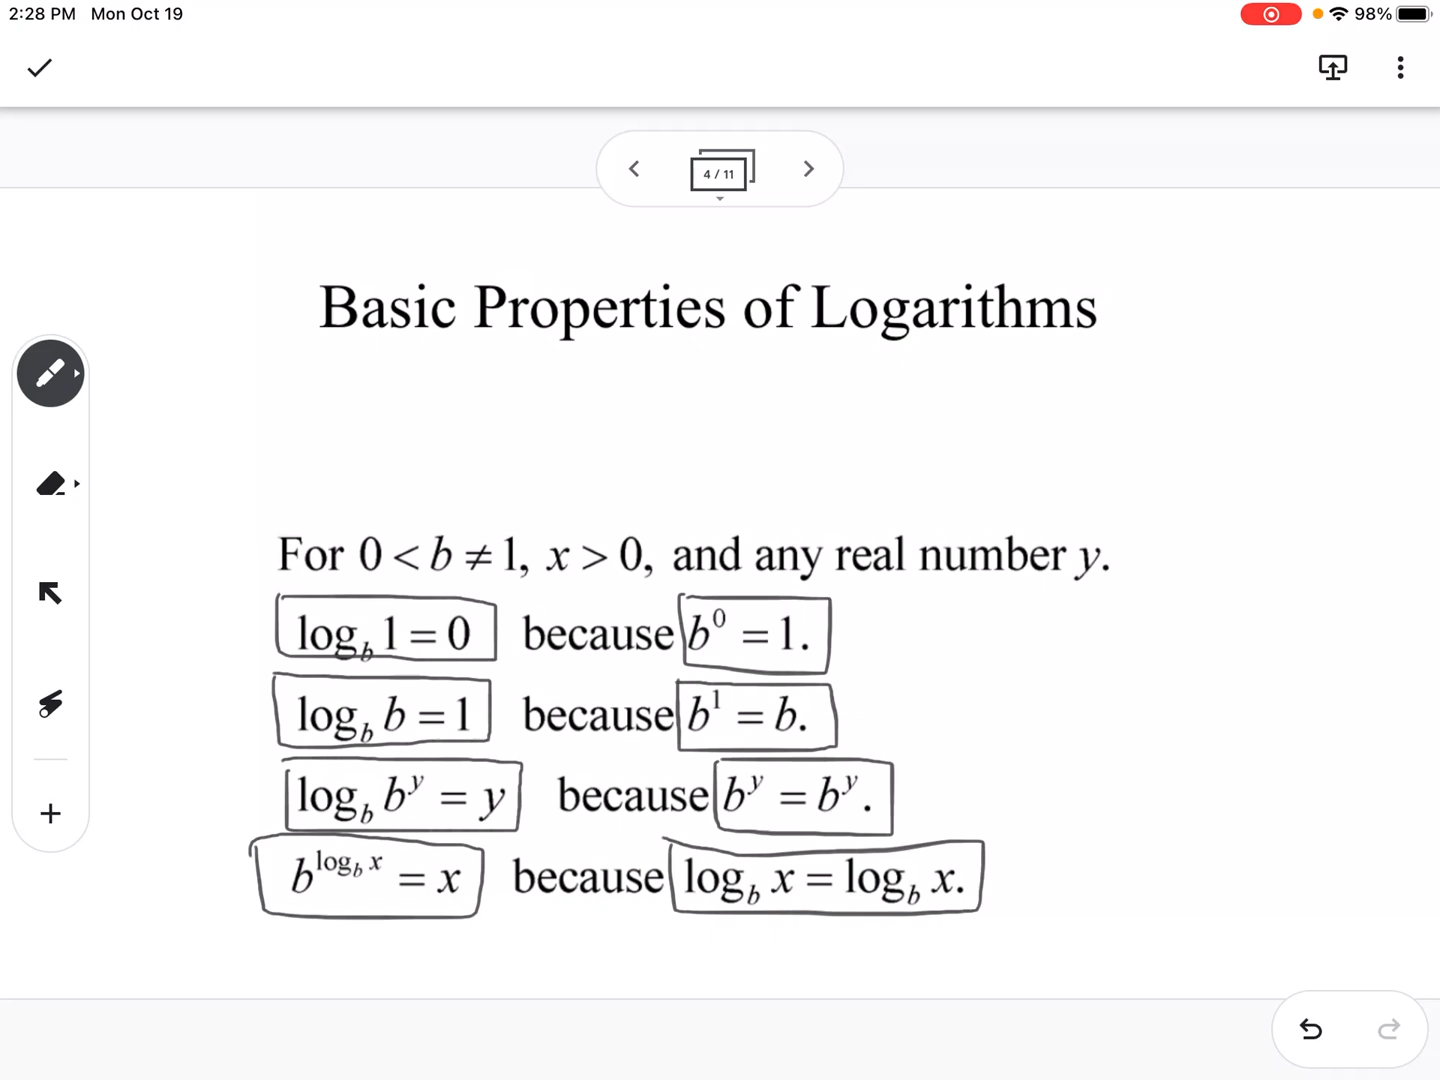 2:28 PM Mon Oct 19 98%
4 / 11
Basic Properties of Logarithms
For 0 < b ≠ 1, x > 0, and any real number y.
log_b 1 = 0 because b^0 = 1.
log_b b = 1 because b^1 = b.
log_b b^y = y because b^y = b^y.
b^{log_b x} = x because log_b x = log_b x.